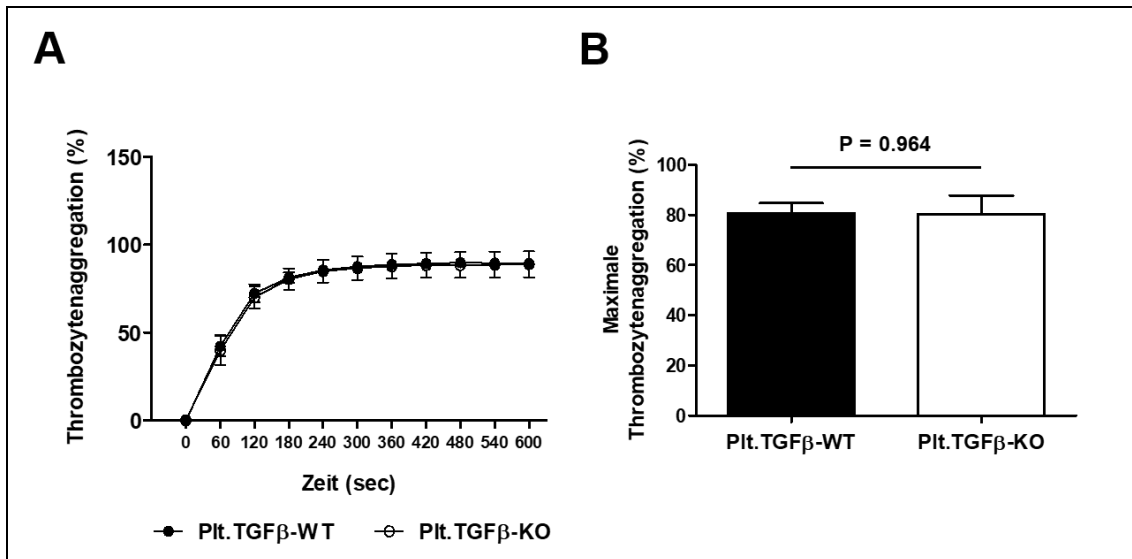 A
Thrombozytenaggregation (%)
150
100
50
0
0 60 120 180 240 300 360 420 480 540 600
Zeit (sec)
Plt.TGFβ-WT Plt.TGFβ-KO
B
Maximale
Thrombozytenaggregation (%)
P = 0.964
100
80
60
40
20
0
Plt.TGFβ-WT Plt.TGFβ-KO